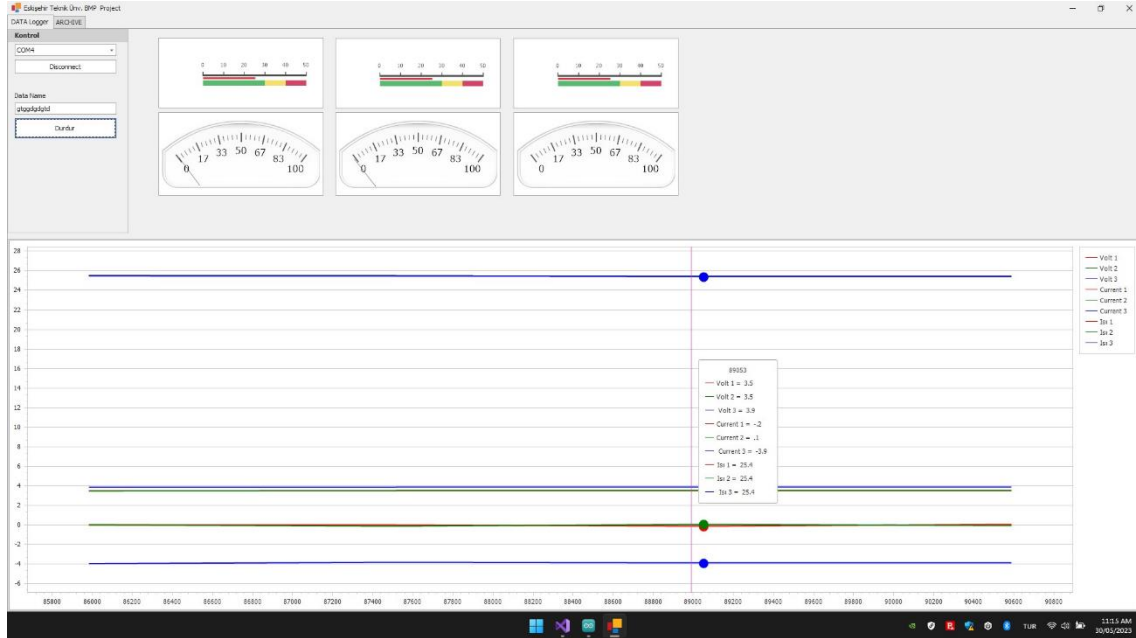 Eskişehir Teknik Ünv. BMP Project
DATA Logger ARCHIVE
Kontrol
COM4
Disconnect
Data Name
gtggdgdgtd
Durdur
0 10 20 30 40 50
0 10 20 30 40 50
0 10 20 30 40 50
0 17 33 50 67 83 100
0 17 33 50 67 83 100
0 17 33 50 67 83 100
28
26
24
22
20
18
16
14
12
10
8
6
4
2
0
-2
-4
-6
85800 86000 86200 86400 86600 86800 87000 87200 87400 87600 87800 88000 88200 88400 88600 88800 89000 89200 89400 89600 89800 90000 90200 90400 90600 90800
89053
Volt 1 = 3.5
Volt 2 = 3.5
Volt 3 = 3.9
Current 1 = -.2
Current 2 = .1
Current 3 = -3.9
Isı 1 = 25.4
Isı 2 = 25.4
Isı 3 = 25.4
Volt 1
Volt 2
Volt 3
Current 1
Current 2
Current 3
Isı 1
Isı 2
Isı 3
TUR
11:15 AM
30/05/2023